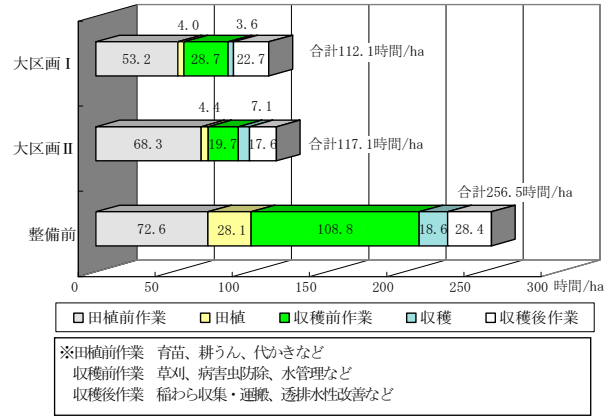 4.0 3.6
大区画Ⅰ 53.2 28.7 22.7 合計112.1時間/ha
4.4 7.1
大区画Ⅱ 68.3 19.7 17.6 合計117.1時間/ha
合計256.5時間/ha
整備前 72.6 28.1 108.8 18.6 28.4
0 50 100 150 200 250 300 時間/ha
田植前作業 田植 収穫前作業 収穫 収穫後作業
※田植前作業 育苗、耕うん、代かきなど
収穫前作業 草刈、病害虫防除、水管理など
収穫後作業 稲わら収集・運搬、透排水性改善など